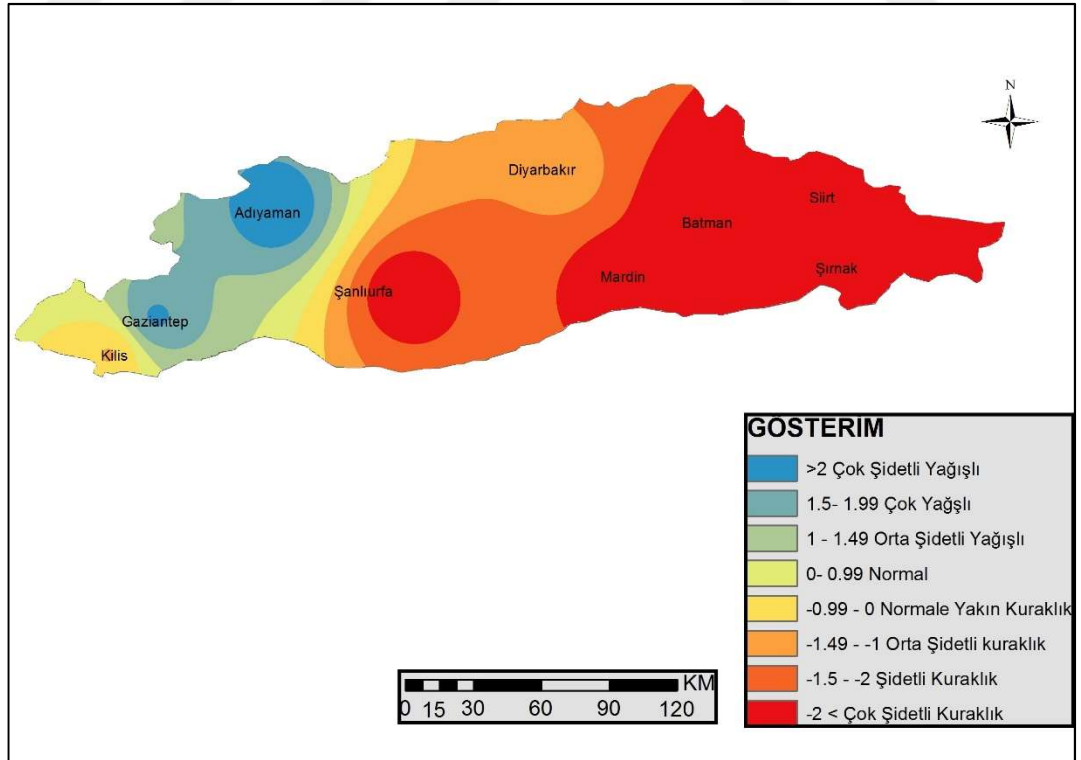 N
Diyarbakır
Siirt
Adıyaman
Batman
Şırnak
Mardin
Şanlıurfa
Gaziantep
Kilis
GÖSTERİM
>2 Çok Şidetli Yağışlı
1.5- 1.99 Çok Yağşlı
1 - 1.49 Orta Şidetli Yağışlı
0- 0.99 Normal
-0.99 - 0 Normale Yakın Kuraklık
-1.49 - -1 Orta Şidetli kuraklık
-1.5 - -2 Şidetli Kuraklık
-2 < Çok Şidetli Kuraklık
KM
0 15 30 60 90 120